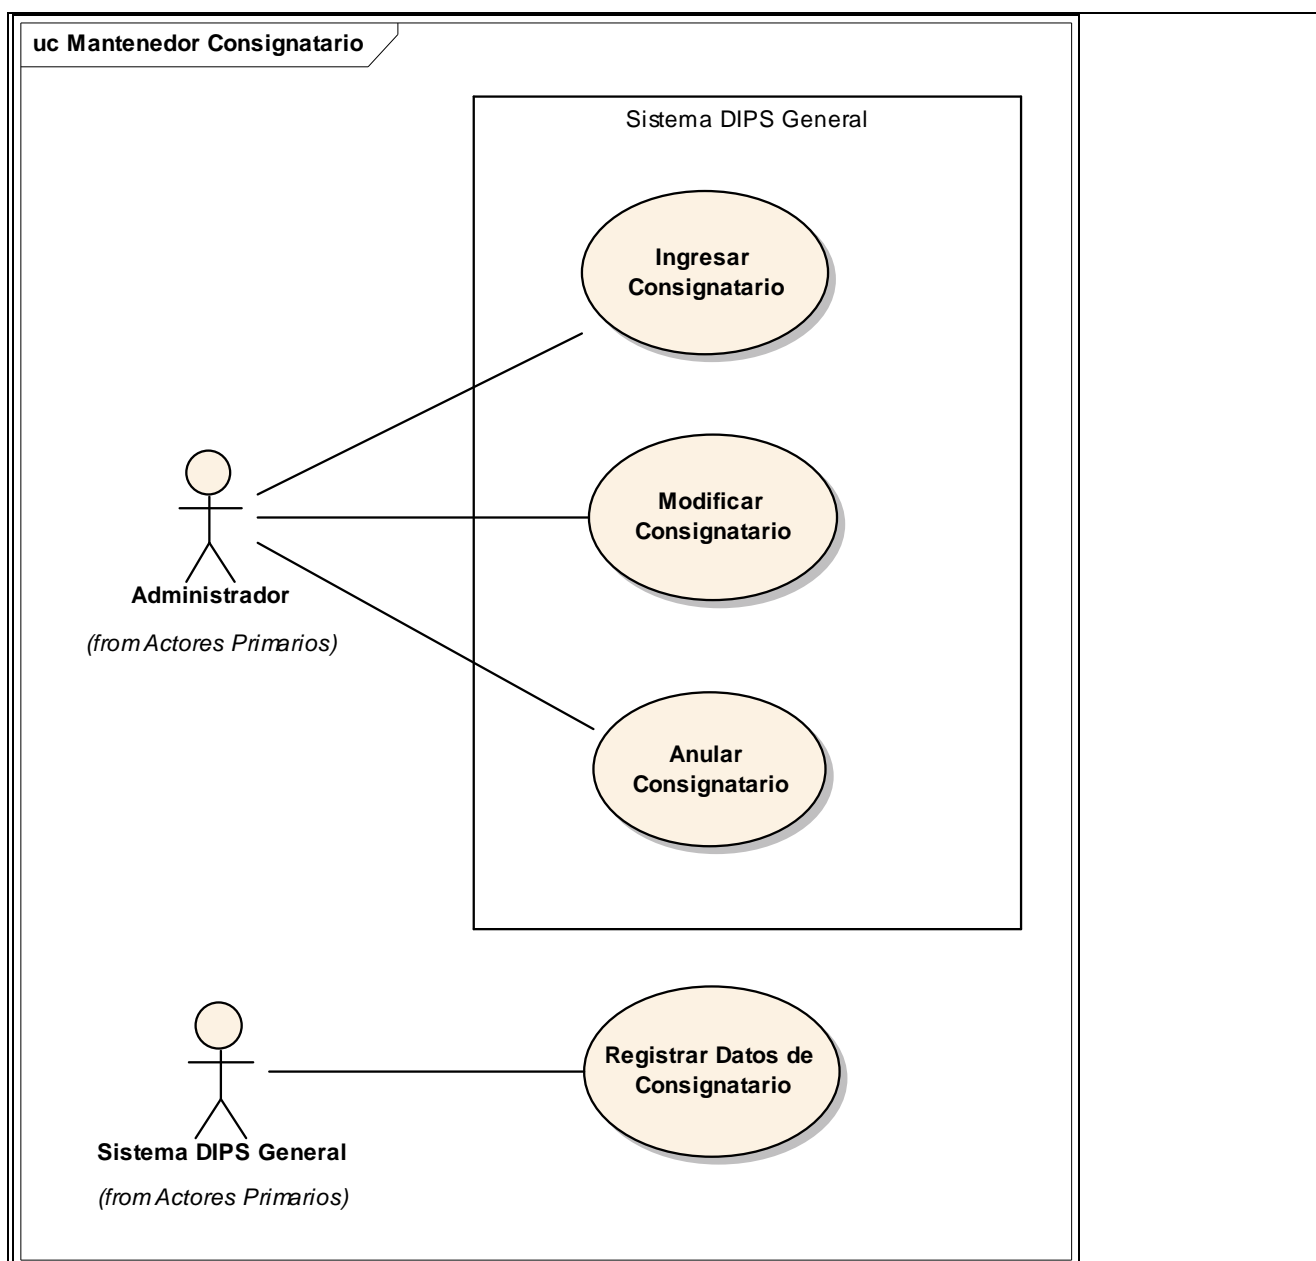 uc Mantenedor Consignatario
Sistema DIPS General
Ingresar
Consignatario
Modificar
Consignatario
Administrador
(from Actores Primarios)
Anular
Consignatario
Registrar Datos de
Consignatario
Sistema DIPS General
(from Actores Primarios)